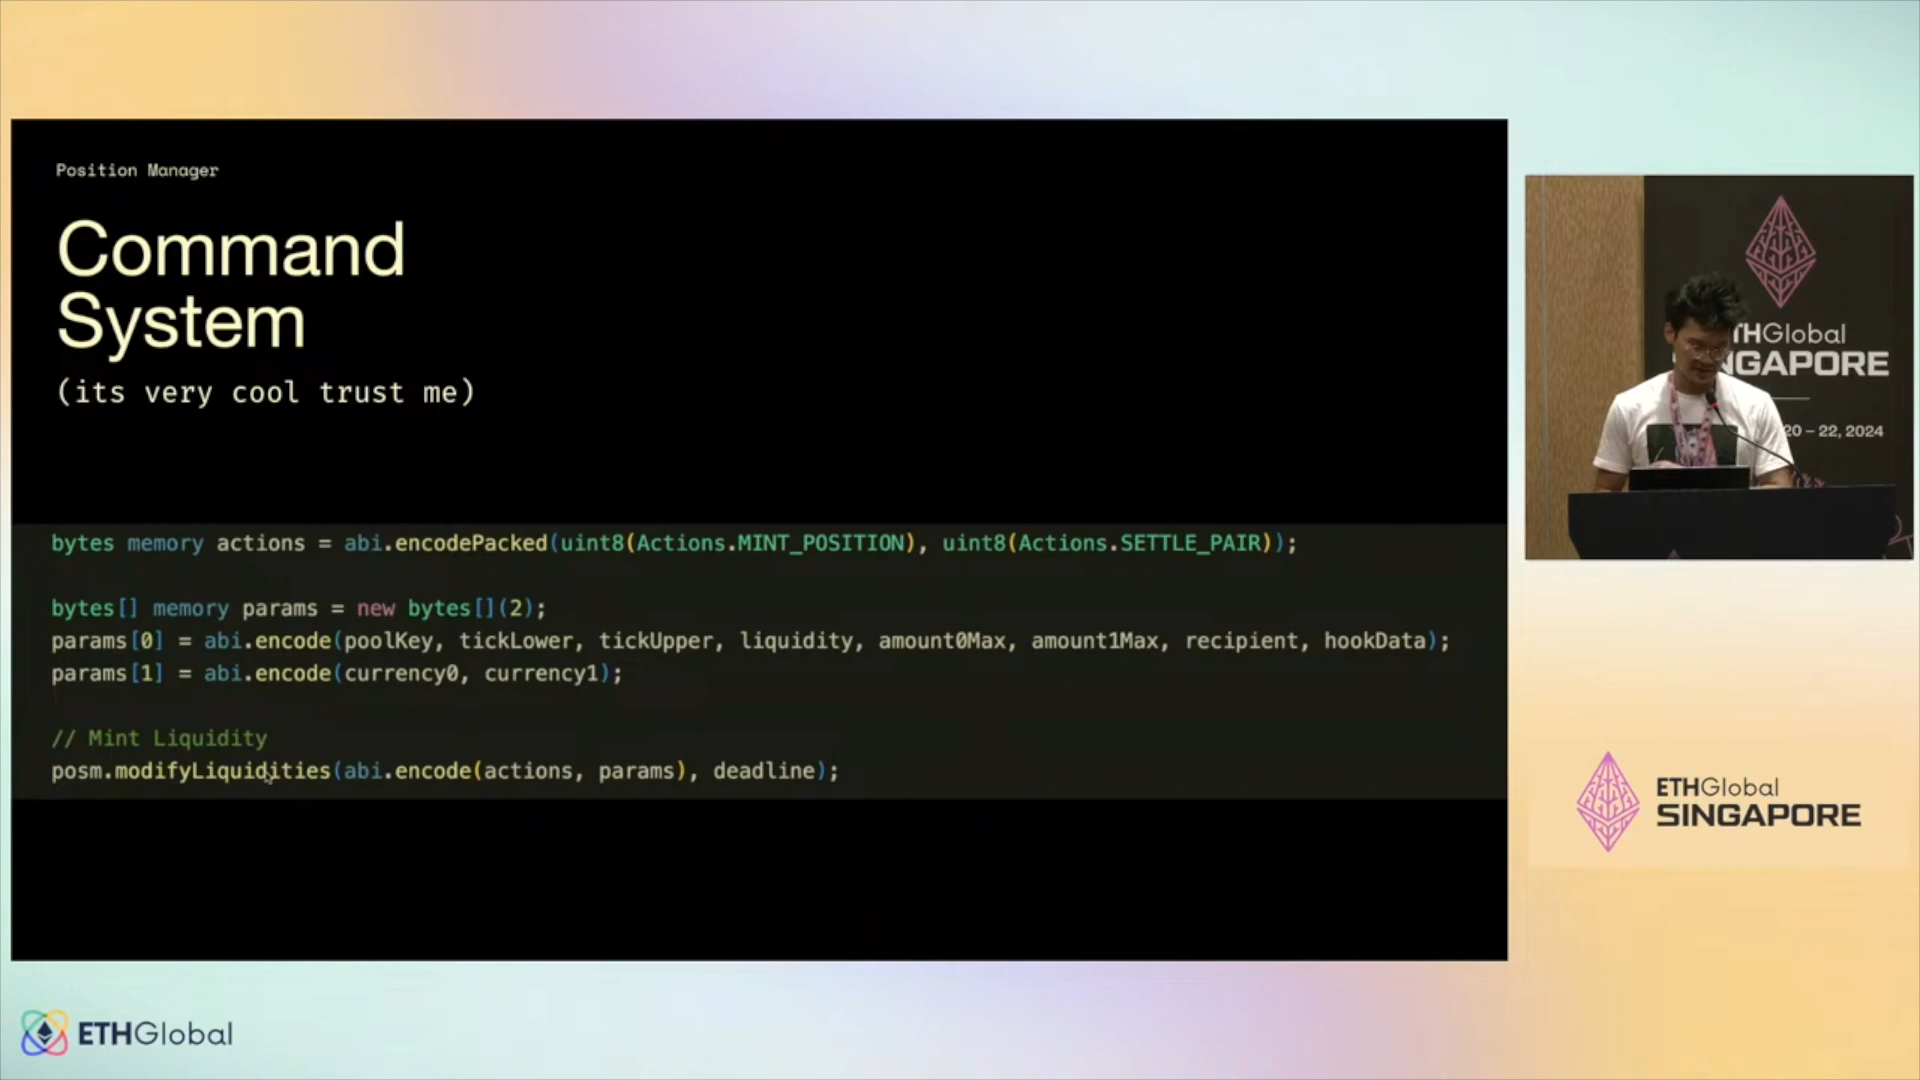 Position Manager
Command
System
(its very cool trust me)
bytes memory actions = abi.encodePacked(uint8(Actions.MINT_POSITION), uint8(Actions.SETTLE_PAIR));
bytes[] memory params = new bytes[](2);
params[0] = abi.encode(poolKey, tickLower, tickUpper, liquidity, amount0Max, amount1Max, recipient, hookData);
params[1] = abi.encode(currency0, currency1);
// Mint Liquidity
posm.modifyLiquidities(abi.encode(actions, params), deadline);
THGlobal
NGAPORE
20 – 22, 2024
ETHGlobal
SINGAPORE
ETHGlobal